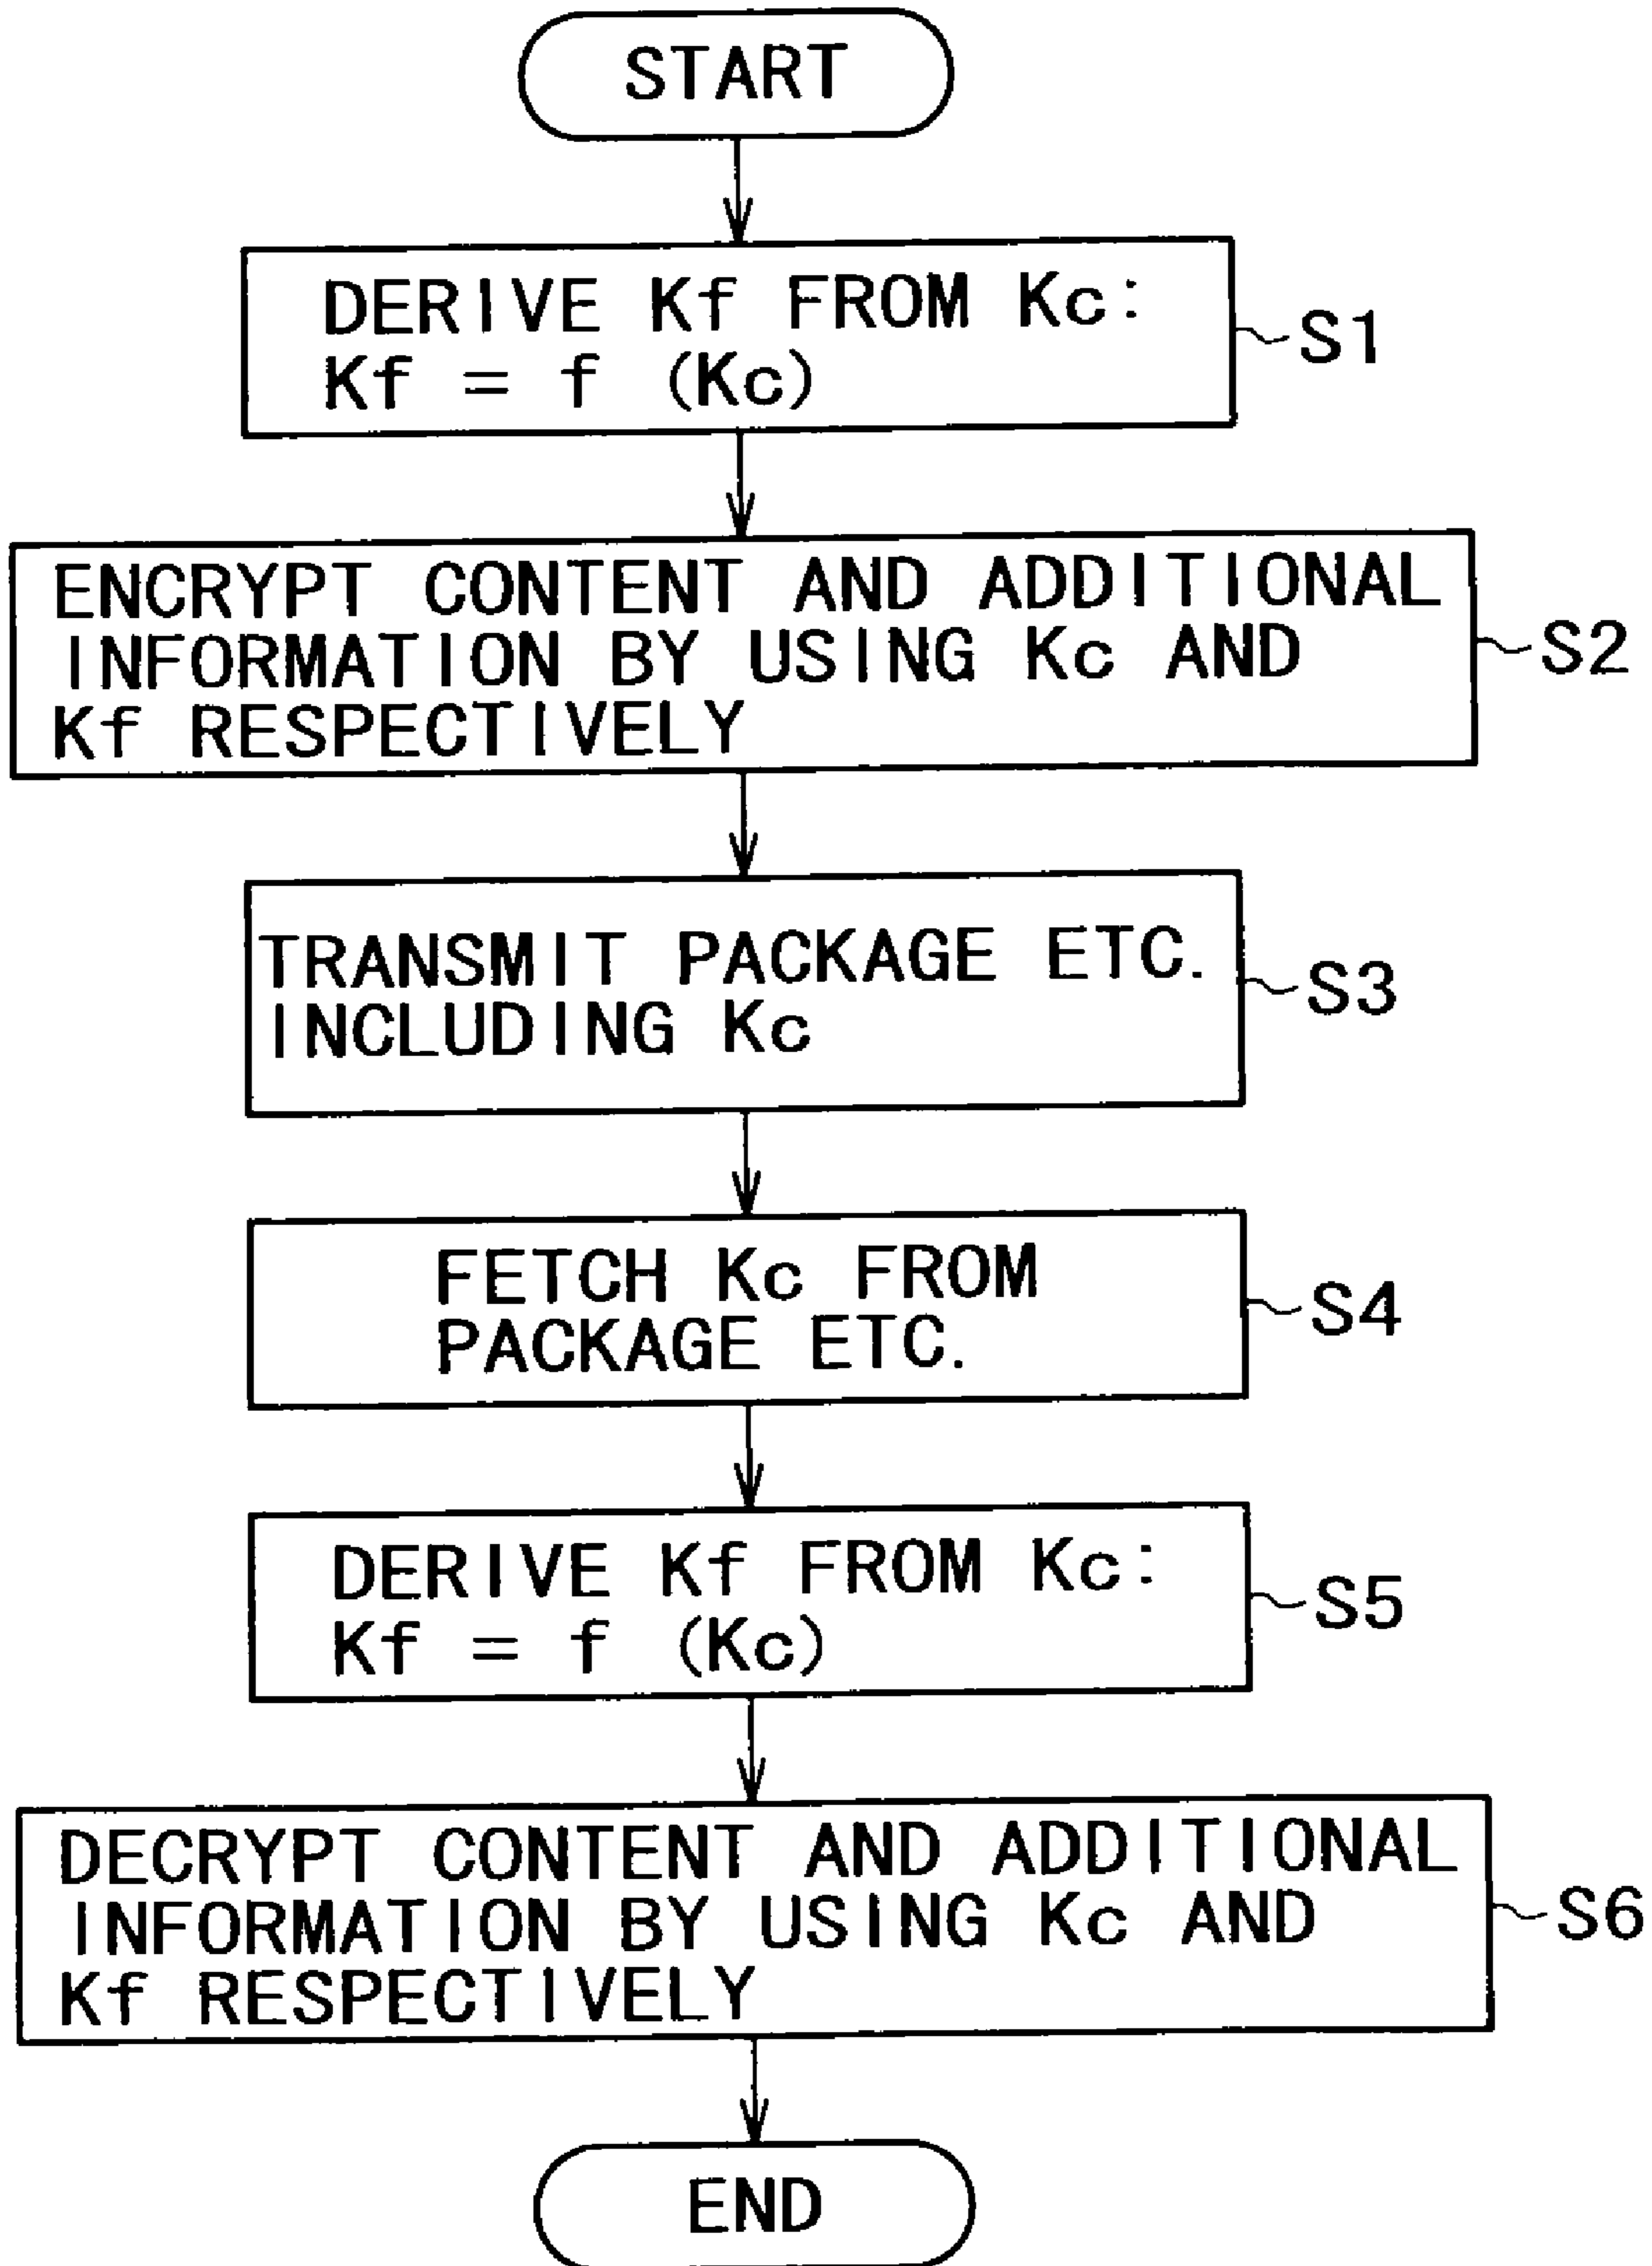 START
DERIVE Kf FROM Kc:
Kf = f (Kc)
S1
ENCRYPT CONTENT AND ADDITIONAL
INFORMATION BY USING Kc AND
Kf RESPECTIVELY
S2
TRANSMIT PACKAGE ETC.
INCLUDING Kc
S3
FETCH Kc FROM
PACKAGE ETC.
S4
DERIVE Kf FROM Kc:
Kf = f (Kc)
S5
DECRYPT CONTENT AND ADDITIONAL
INFORMATION BY USING Kc AND
Kf RESPECTIVELY
S6
END